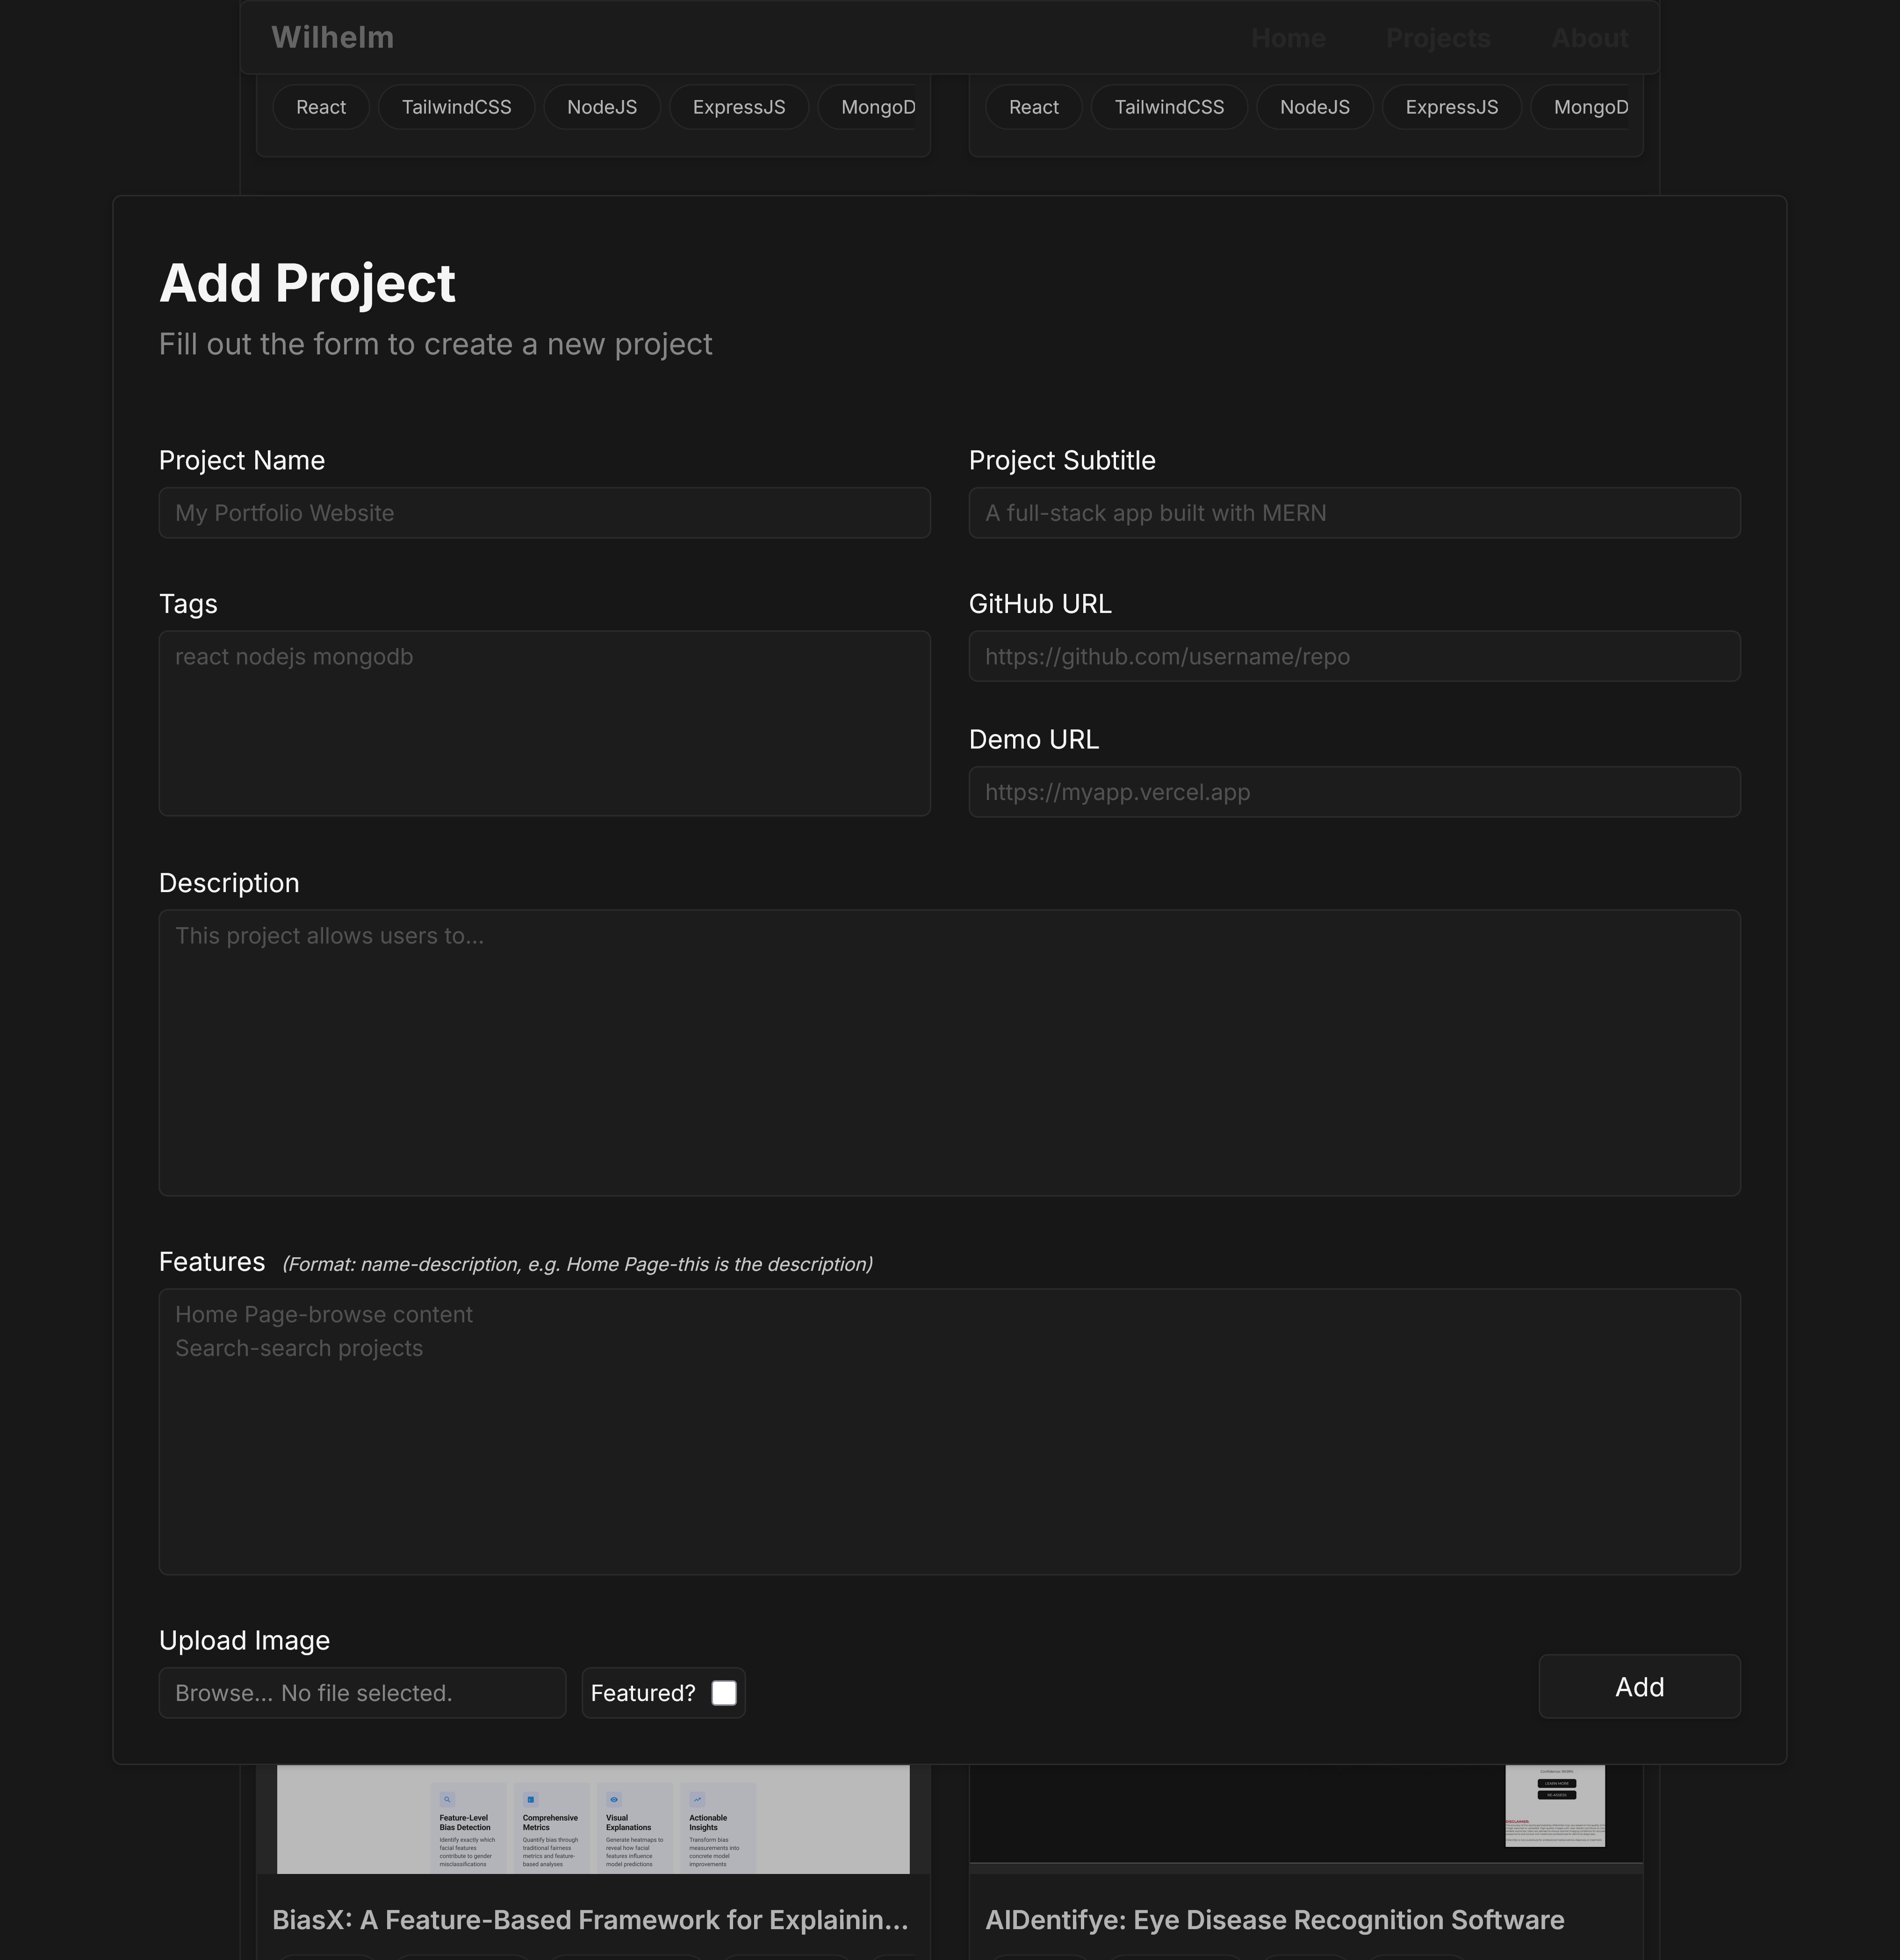 Wilhelm
Home Projects About
React TailwindCSS NodeJS ExpressJS MongoD
React TailwindCSS NodeJS ExpressJS MongoD
Add Project
Fill out the form to create a new project
Project Name
My Portfolio Website
Project Subtitle
A full-stack app built with MERN
Tags
react nodejs mongodb
GitHub URL
https://github.com/username/repo
Demo URL
https://myapp.vercel.app
Description
This project allows users to...
Features (Format: name-description, e.g. Home Page-this is the description)
Home Page-browse content
Search-search projects
Upload Image
Browse... No file selected.
Featured?
Add
Feature-Level
Bias Detection
Identify exactly which
facial features
contribute to gender
misclassifications
Comprehensive
Metrics
Quantify bias through
traditional fairness
metrics and feature-
based analyses
Visual
Explanations
Generate heatmaps to
reveal how facial
features influence
model predictions
Actionable
Insights
Transform bias
measurements into
concrete model
improvements
LEARN MORE
DISCLAIMER:
BiasX: A Feature-Based Framework for Explainin...
AIDentifye: Eye Disease Recognition Software